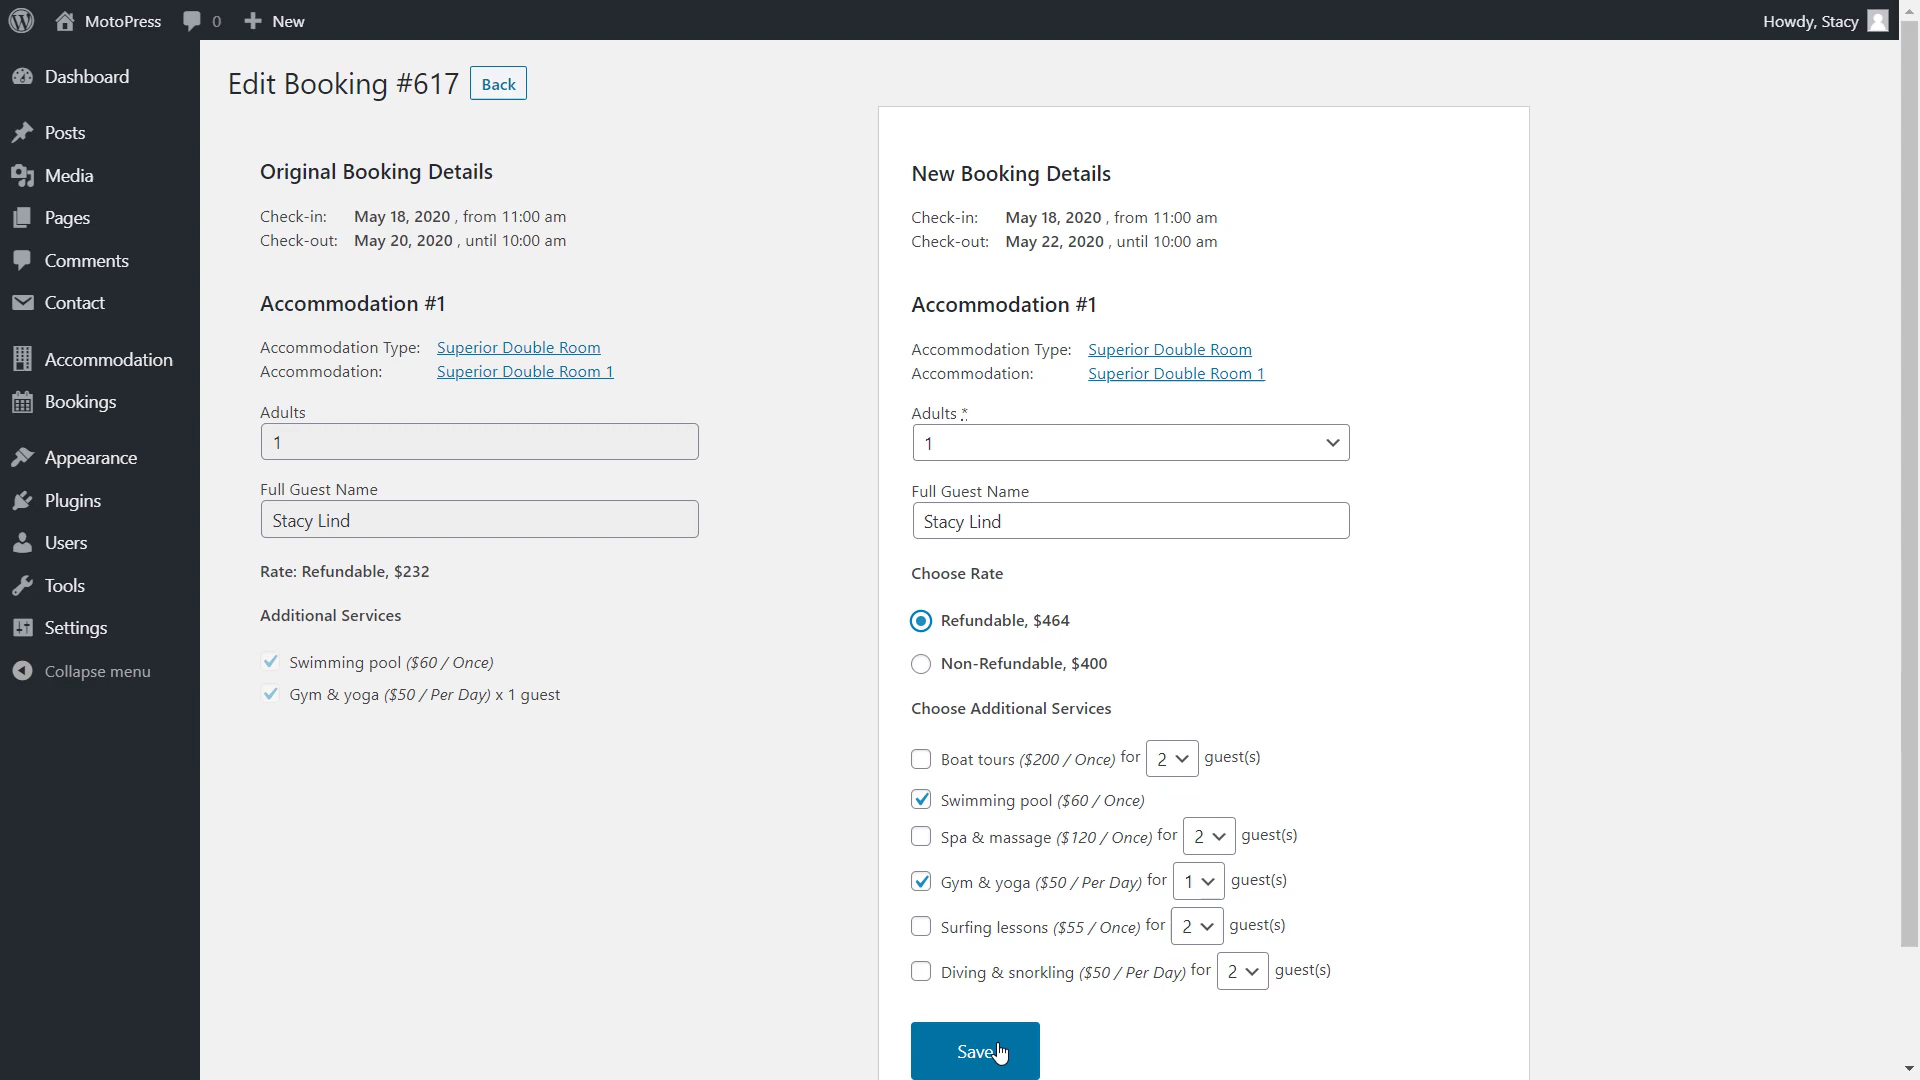 MotoPress 0 New Howdy, Stacy
Dashboard
Posts
Media
Pages
Comments
Contact
Accommodation
Bookings
Appearance
Plugins
Users
Tools
Settings
Collapse menu
Edit Booking #617 Back
Original Booking Details
Check-in: May 18, 2020 , from 11:00 am
Check-out: May 20, 2020 , until 10:00 am
Accommodation #1
Accommodation Type: Superior Double Room
Accommodation: Superior Double Room 1
Adults
1
Full Guest Name
Stacy Lind
Rate: Refundable, $232
Additional Services
Swimming pool ($60 / Once)
Gym & yoga ($50 / Per Day) x 1 guest
New Booking Details
Check-in: May 18, 2020 , from 11:00 am
Check-out: May 22, 2020 , until 10:00 am
Accommodation #1
Accommodation Type: Superior Double Room
Accommodation: Superior Double Room 1
Adults *
1
Full Guest Name
Stacy Lind
Choose Rate
Refundable, $464
Non-Refundable, $400
Choose Additional Services
Boat tours ($200 / Once) for 2 guest(s)
Swimming pool ($60 / Once)
Spa & massage ($120 / Once) for 2 guest(s)
Gym & yoga ($50 / Per Day) for 1 guest(s)
Surfing lessons ($55 / Once) for 2 guest(s)
Diving & snorkling ($50 / Per Day) for 2 guest(s)
Save